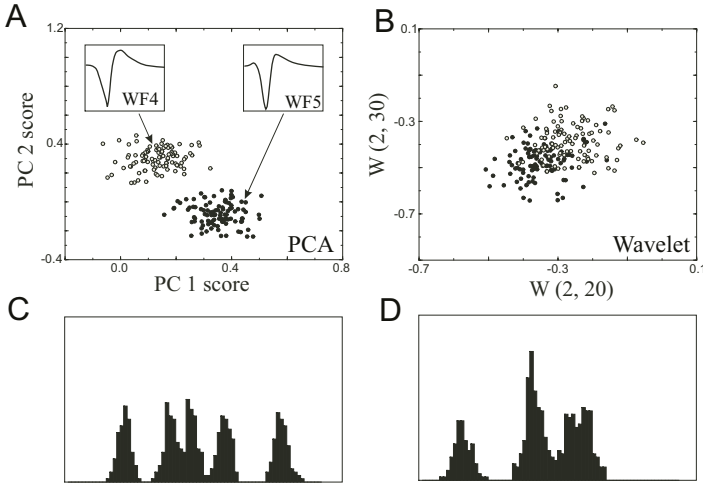 A
B
1.2
0.1
WF4
WF5
PC 2 score
0.4
W (2, 30)
-0.3
-0.7
PCA
Wavelet
-0.4
0.0
0.4
0.8
-0.7
-0.3
0.1
PC 1 score
W (2, 20)
C
D